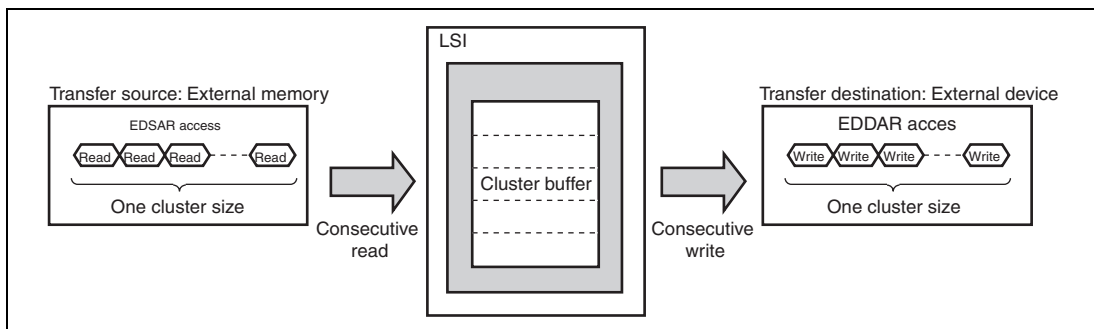 LSI
Transfer source: External memory
EDSAR access
Read Read Read Read
One cluster size
Consecutive
read
Cluster buffer
Consecutive
write
Transfer destination: External device
EDDAR acces
Write Write Write Write
One cluster size